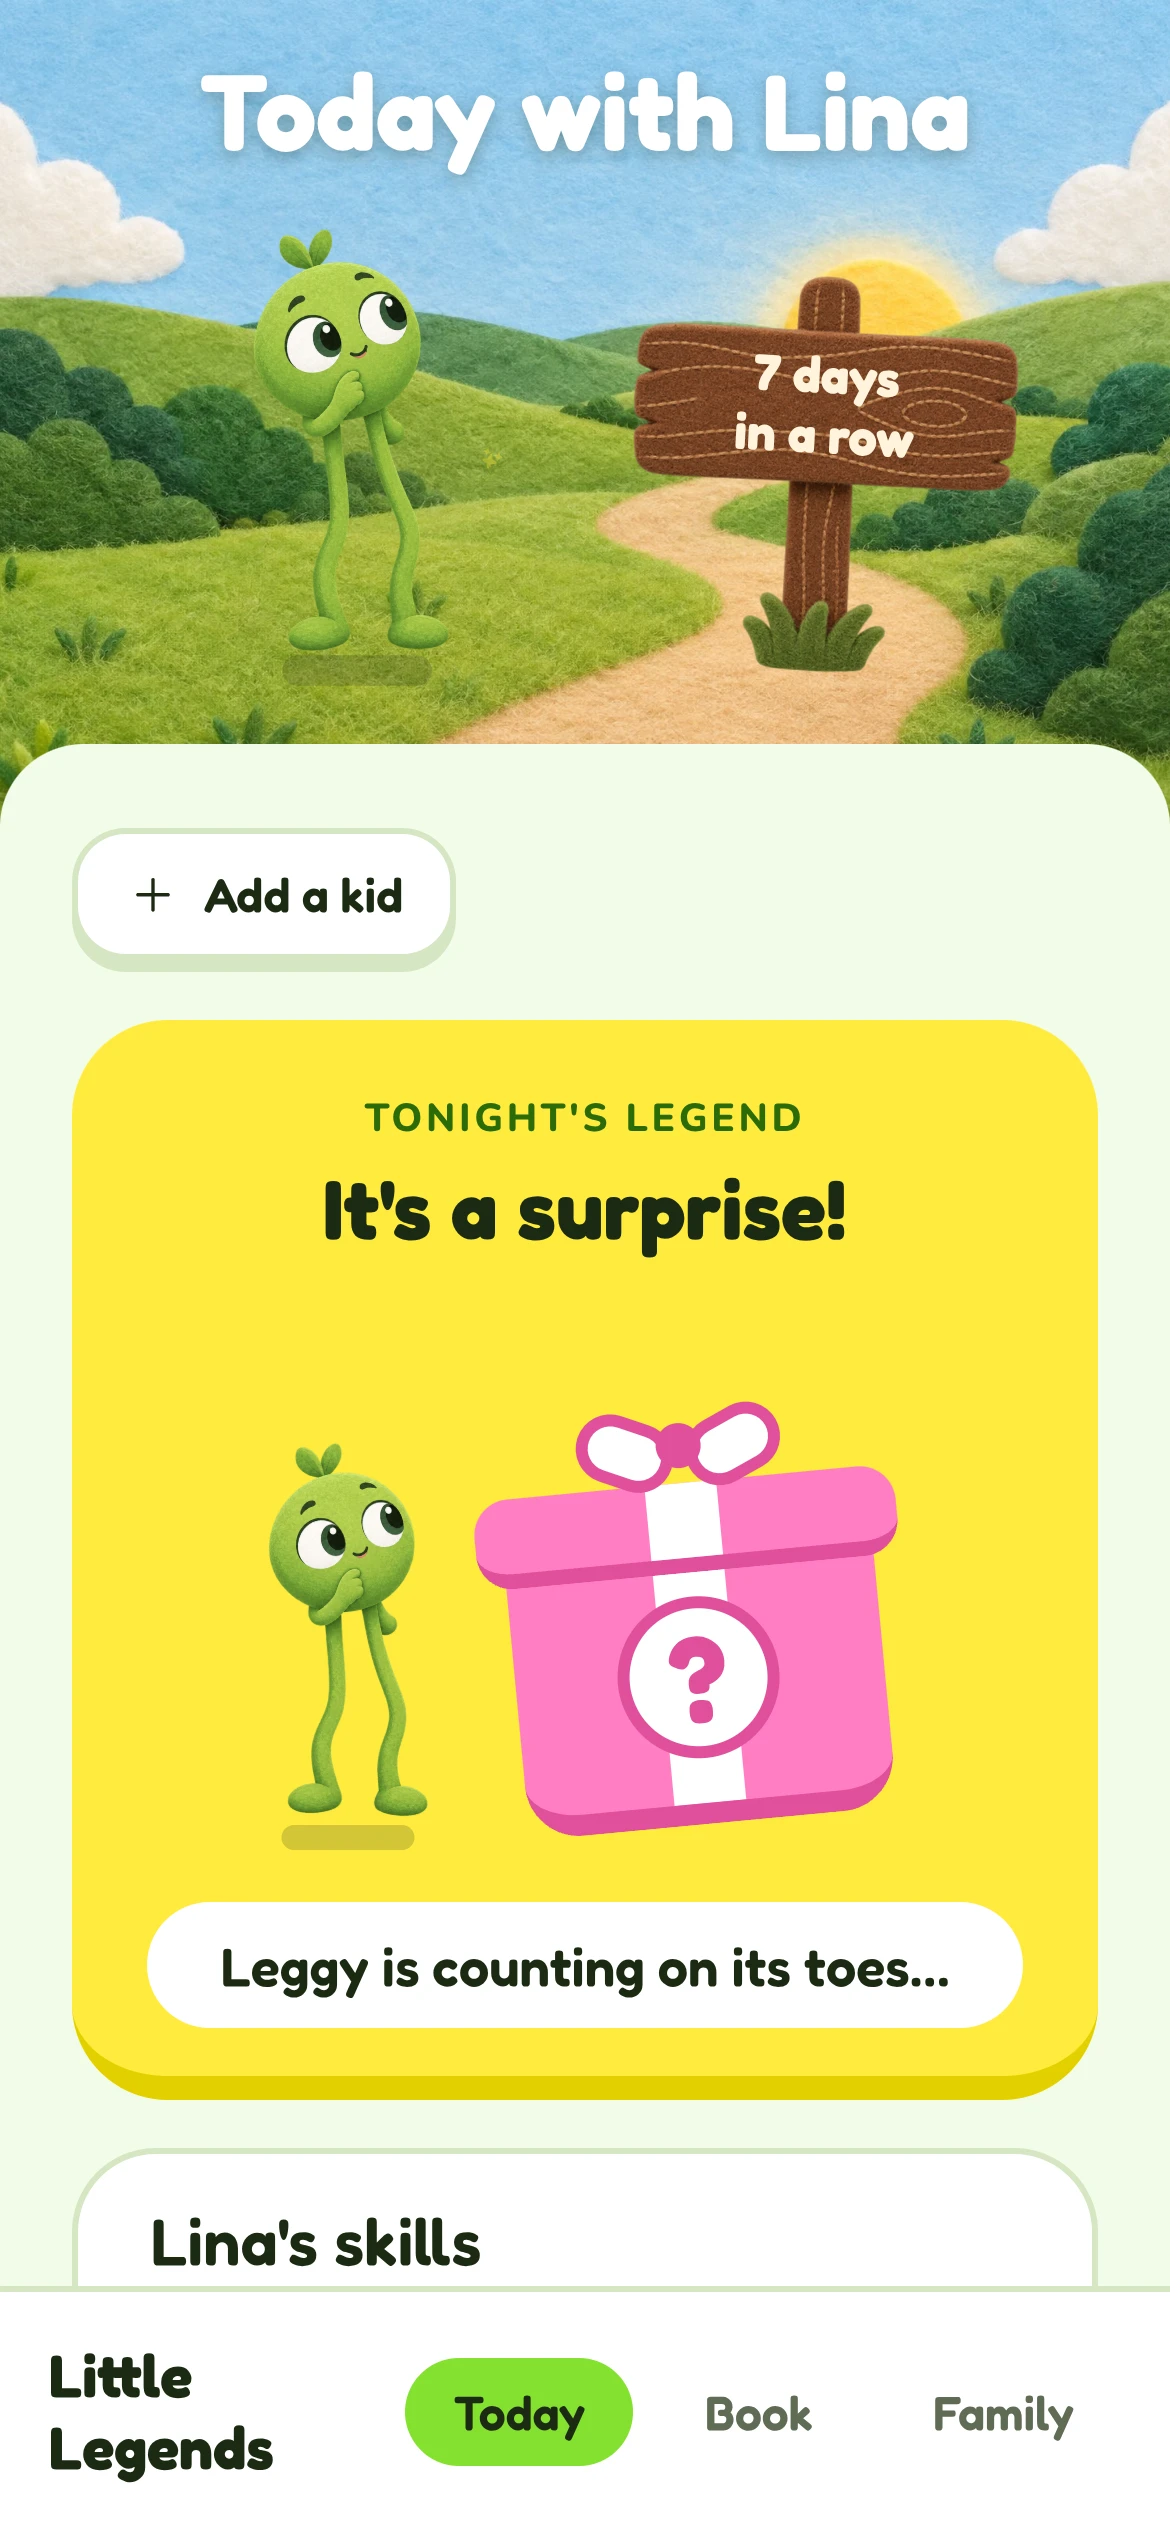 Today with Lina
7 days
in a row
+ Add a kid
TONIGHT'S LEGEND
It's a surprise!
?
Leggy is counting on its toes...
Lina's skills
Little
Legends
Today
Book
Family